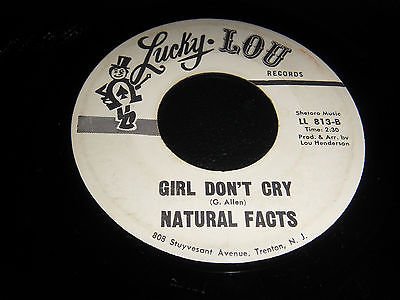 Lucky·LOU
RECORDS
Shetoro Music
LL 813-B
Time: 2:30
Prod. & Arr. by
Lou Henderson
GIRL DON'T CRY
(G. Allen)
NATURAL FACTS
808 Stuyvesant Avenue, Trenton, N. J.